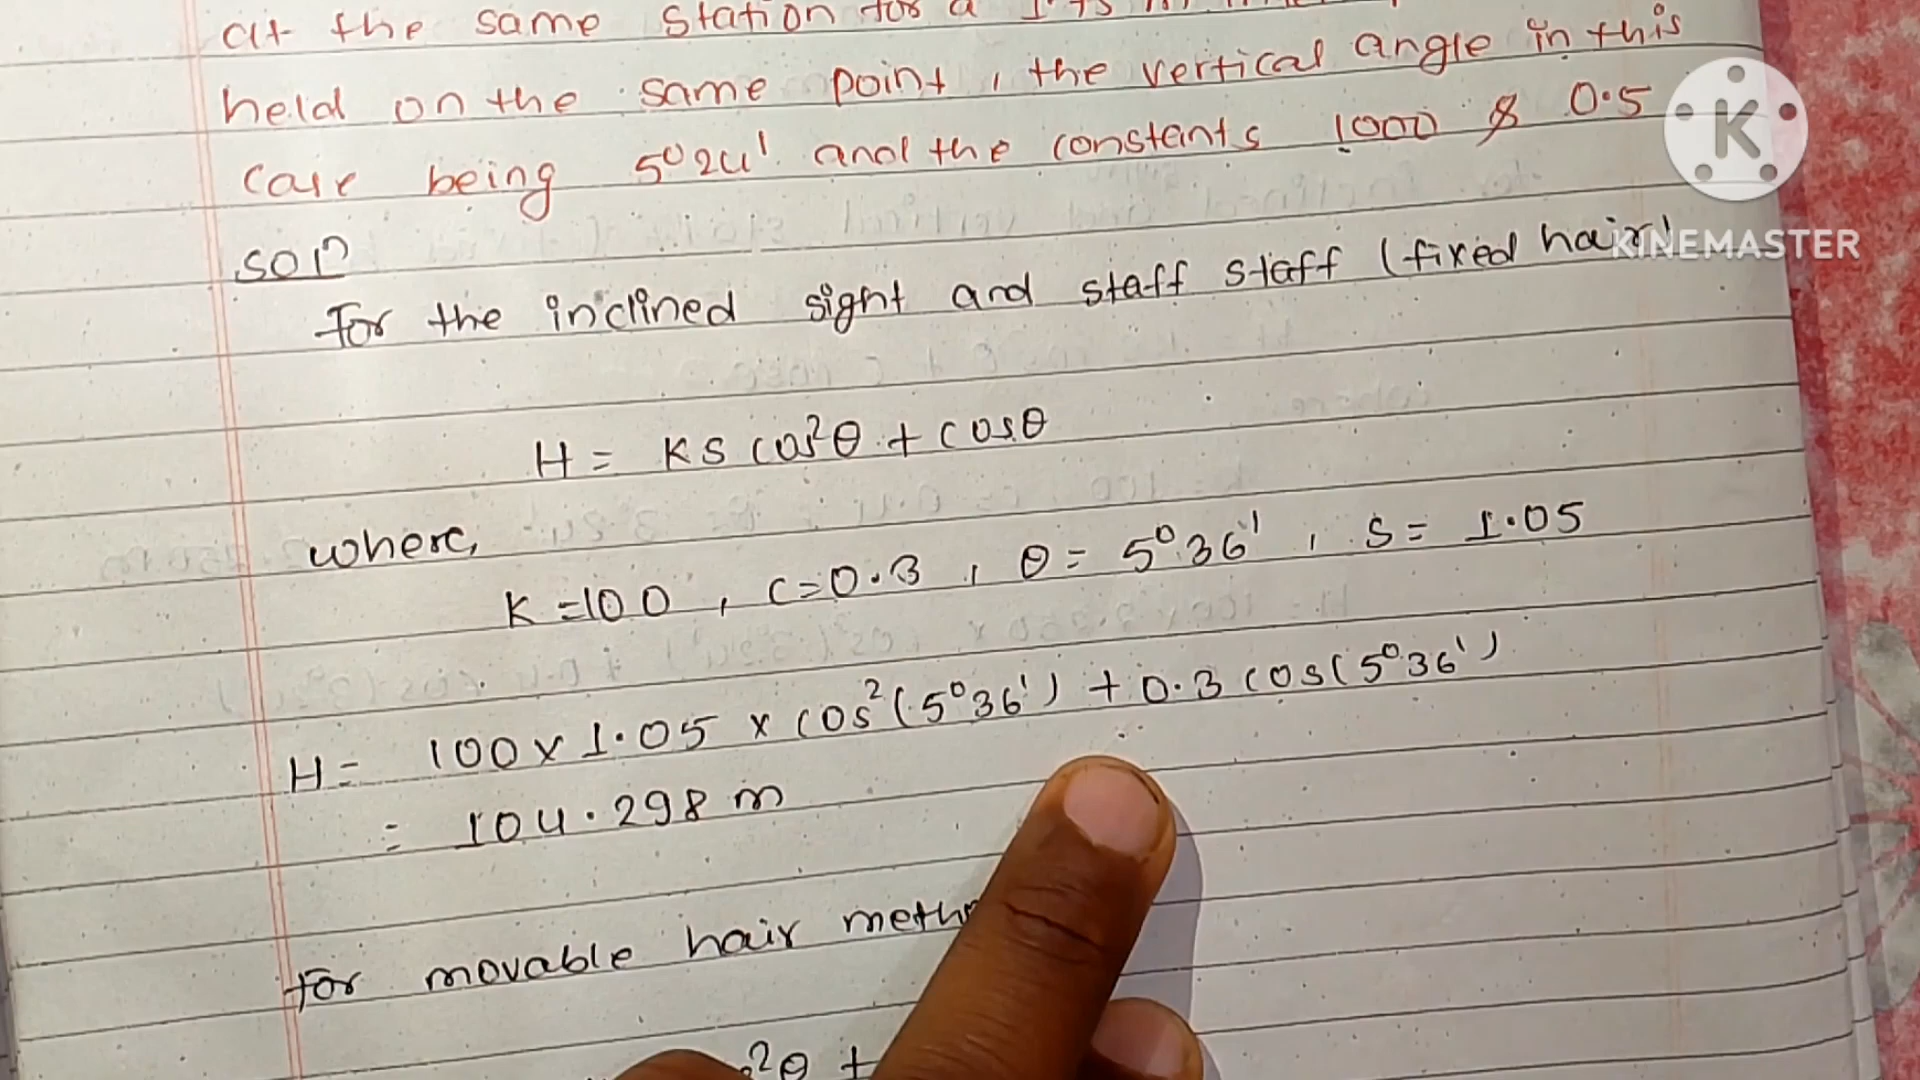 at the same station for a
held on the same point, the vertical angle in this
case being 5°24' and the constants 1000 & 0.5
K
KINEMASTER
Soln
For the inclined sight and staff staff (fixed hair)
H = KS cos²θ + cosθ
where,
K = 100, C = 0.3, θ = 5°36', S = 1.05
H = 100 x 1.05 x cos²(5°36') + 0.3 cos(5°36')
= 104.298 m
For movable hair
²θ +